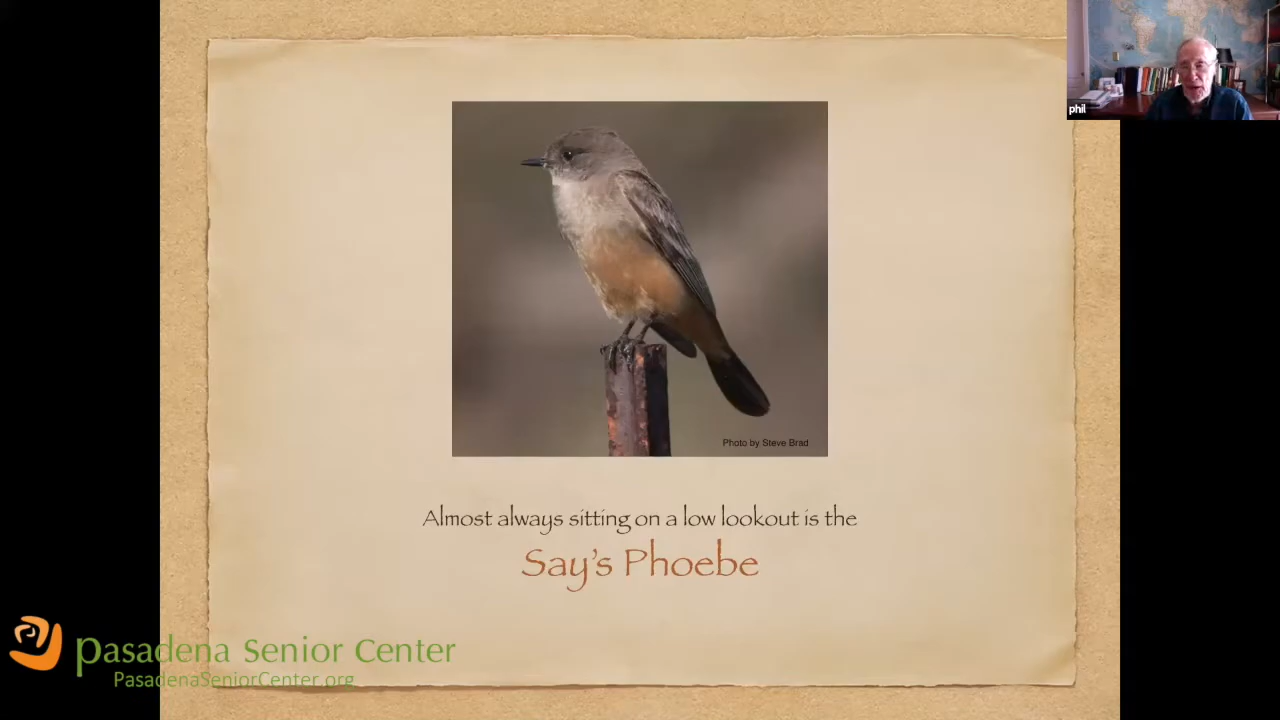 phil
Photo by Steve Brad
Almost always sitting on a low lookout is the
Say's Phoebe
Pasadena Senior Center
PasadenaSeniorCenter.org